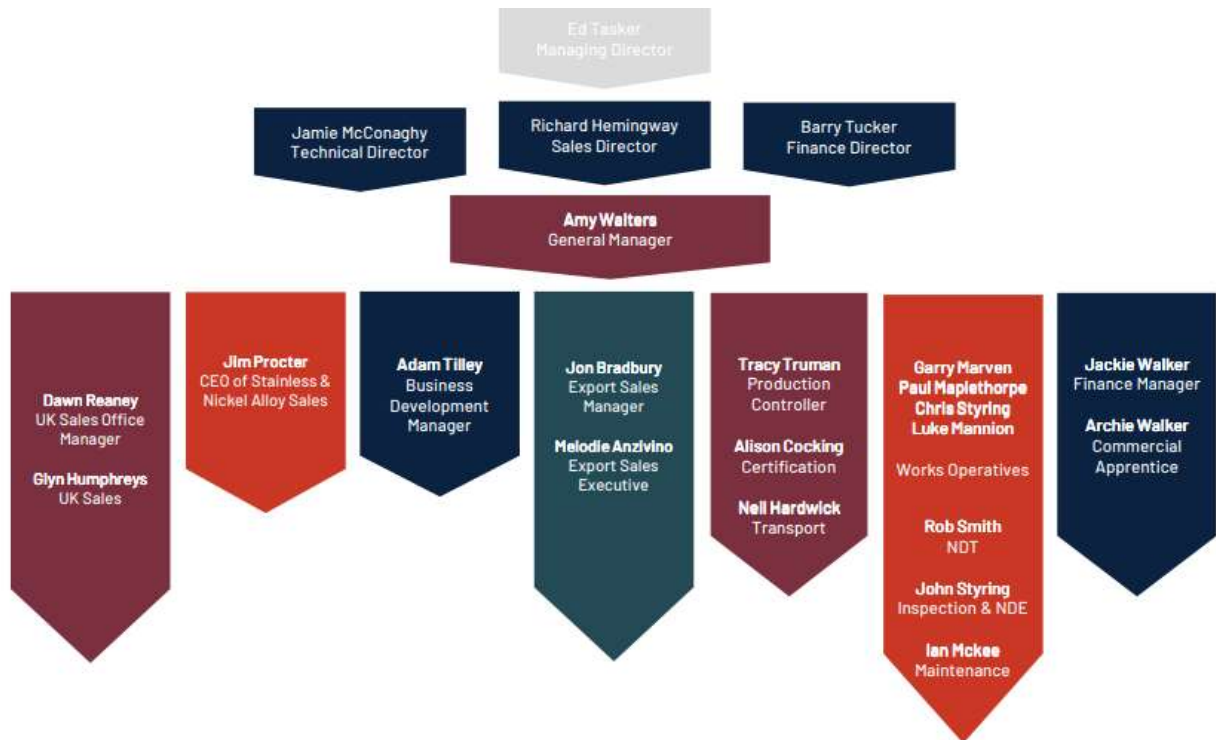 Ed Tasker
Managing Director
Jamie McConaghy
Technical Director
Richard Hemingway
Sales Director
Barry Tucker
Finance Director
Amy Walters
General Manager
Dawn Reaney
UK Sales Office
Manager
Glyn Humphreys
UK Sales
Jim Procter
CEO of Stainless &
Nickel Alloy Sales
Adam Tilley
Business
Development
Manager
Jon Bradbury
Export Sales
Manager
Melodie Anzivino
Export Sales
Executive
Tracy Truman
Production
Controller
Alison Cocking
Certification
Neil Hardwick
Transport
Garry Marven
Paul Maplethorpe
Chris Styring
Luke Mannion
Works Operatives
Rob Smith
NDT
John Styring
Inspection & NDE
Ian Mckee
Maintenance
Jackie Walker
Finance Manager
Archie Walker
Commercial
Apprentice